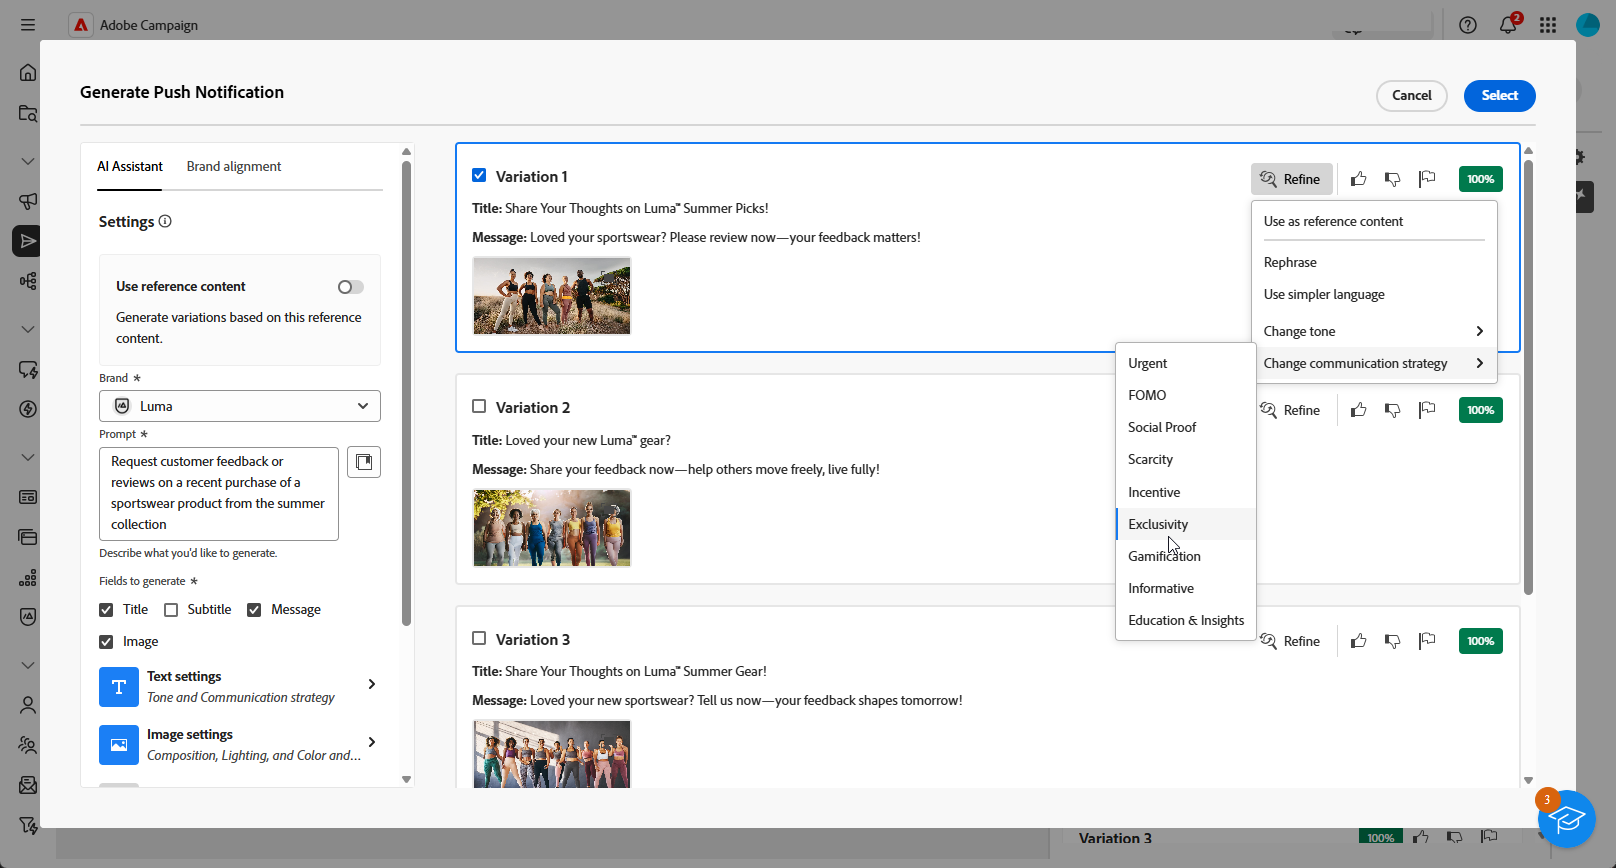 Adobe Campaign
2
Generate Push Notification
Cancel
Select
AI Assistant
Brand alignment
Settings
Use reference content
Generate variations based on this reference
content.
Brand *
Luma
Prompt *
Request customer feedback or
reviews on a recent purchase of a
sportswear product from the summer
collection
Describe what you'd like to generate.
Fields to generate *
Title
Subtitle
Message
Image
T
Text settings
Tone and Communication strategy
Image settings
Composition, Lighting, and Color and...
Variation 1
Refine
100%
Title: Share Your Thoughts on Luma™ Summer Picks!
Message: Loved your sportswear? Please review now—your feedback matters!
Use as reference content
Rephrase
Use simpler language
Change tone
Change communication strategy
Urgent
FOMO
Social Proof
Scarcity
Incentive
Exclusivity
Gamification
Informative
Education & Insights
Variation 2
Refine
100%
Title: Loved your new Luma™ gear?
Message: Share your feedback now—help others move freely, live fully!
Variation 3
Refine
100%
Title: Share Your Thoughts on Luma™ Summer Gear!
Message: Loved your new sportswear? Tell us now—your feedback shapes tomorrow!
3
Variation 3
100%